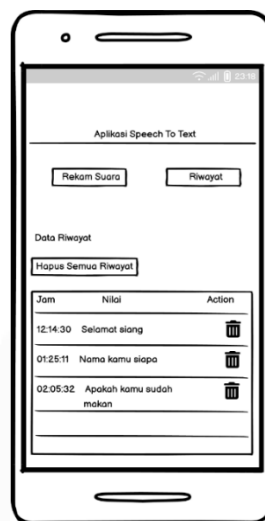 23:10
Aplikasi Speech To Text
Rekam Suara Riwayat
Data Riwayat
Hapus Semua Riwayat
Jam Nilai Action
12:14:30 Selamat siang
01:25:11 Nama kamu siapa
02:05:32 Apakah kamu sudah
makan